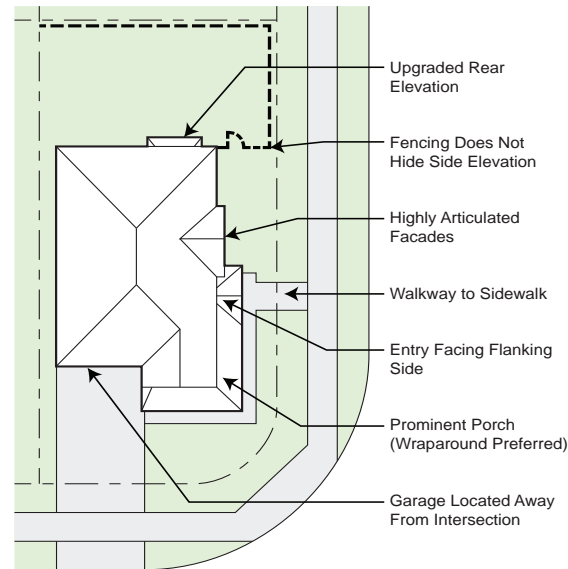 Upgraded Rear
Elevation
Fencing Does Not
Hide Side Elevation
Highly Articulated
Facades
Walkway to Sidewalk
Entry Facing Flanking
Side
Prominent Porch
(Wraparound Preferred)
Garage Located Away
From Intersection